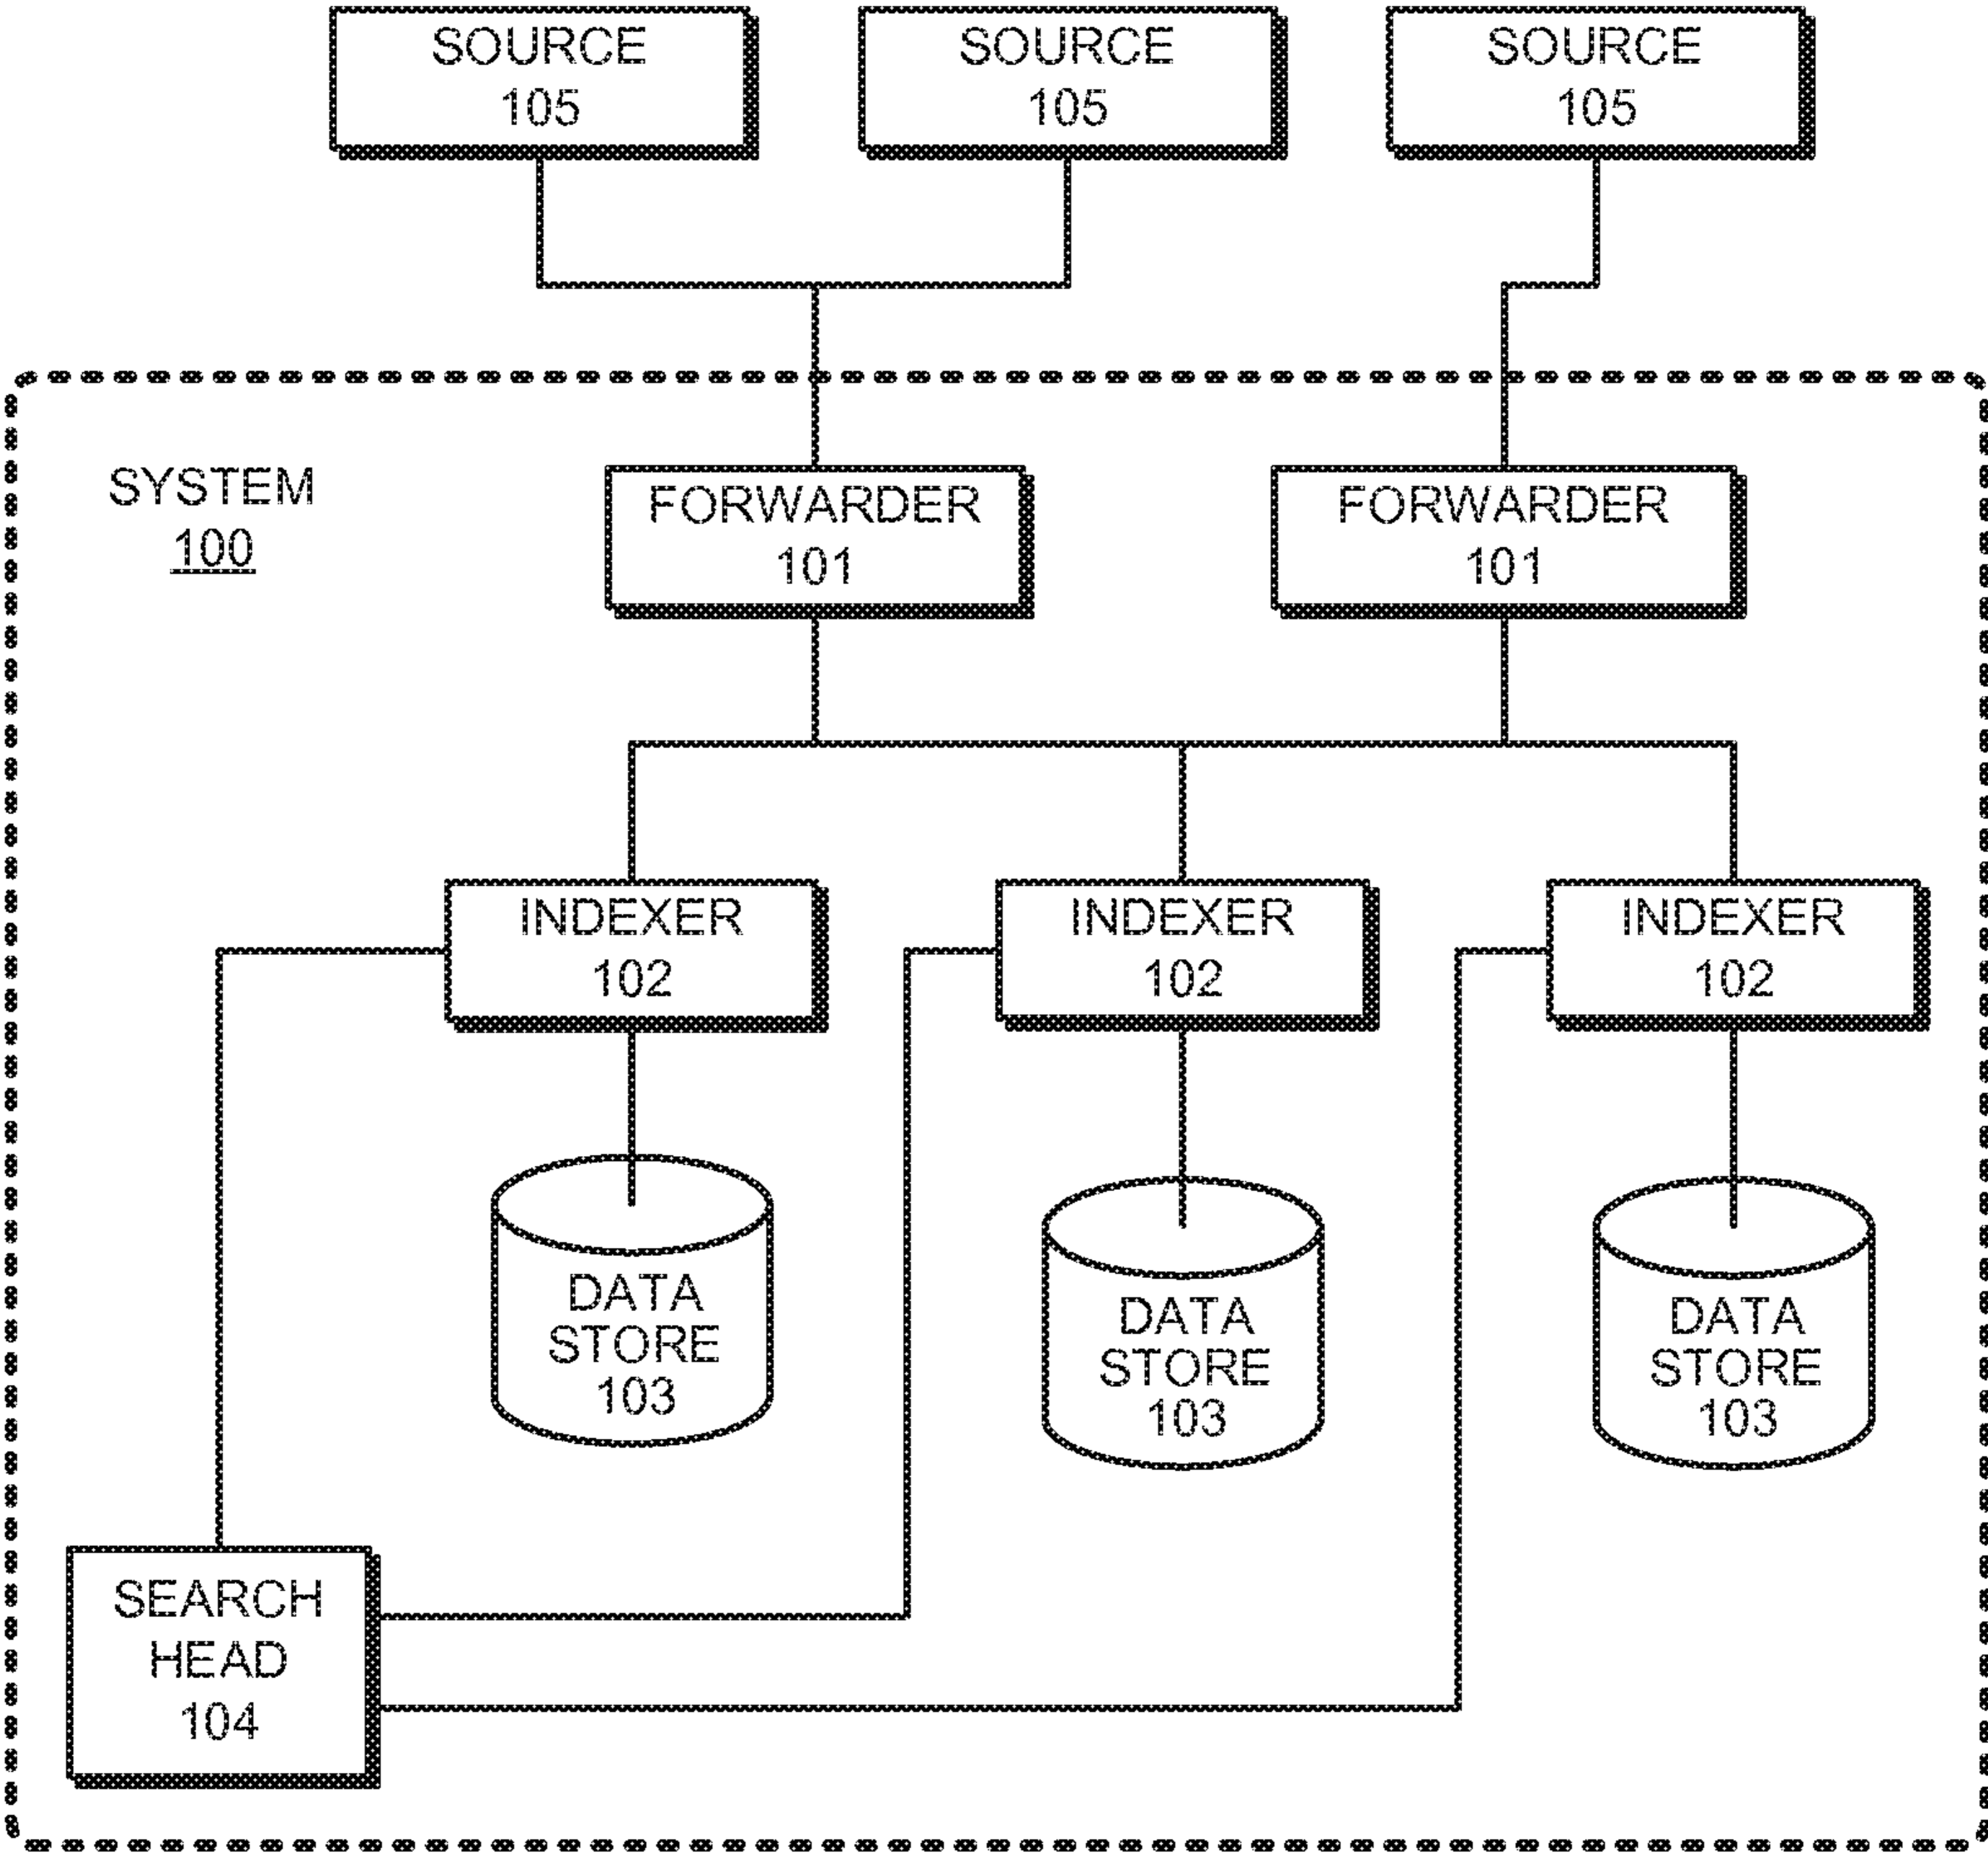 SOURCE
105
SOURCE
105
SOURCE
105
SYSTEM
100
FORWARDER
101
FORWARDER
101
INDEXER
102
INDEXER
102
INDEXER
102
DATA
STORE
103
DATA
STORE
103
DATA
STORE
103
SEARCH
HEAD
104